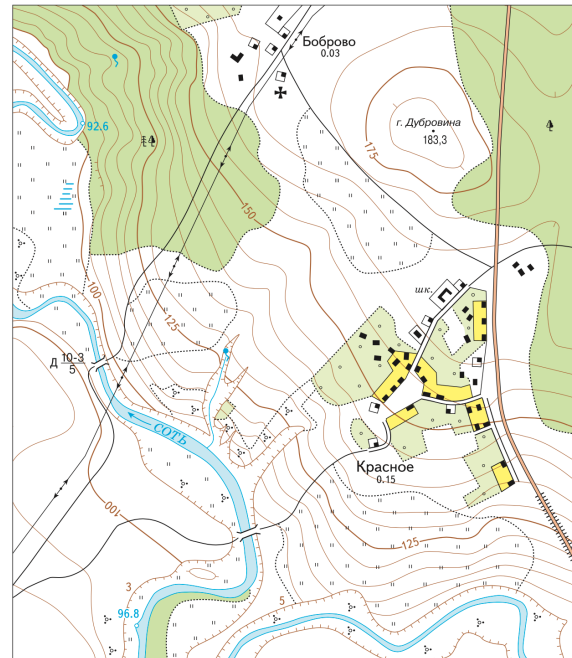 Боброво
0.03
92.6
г. Дубровина
183,3
175
150
шк.
100
125
Д 10-3
5
СОТЬ
Красное
0.15
100
125
3
5
96.8